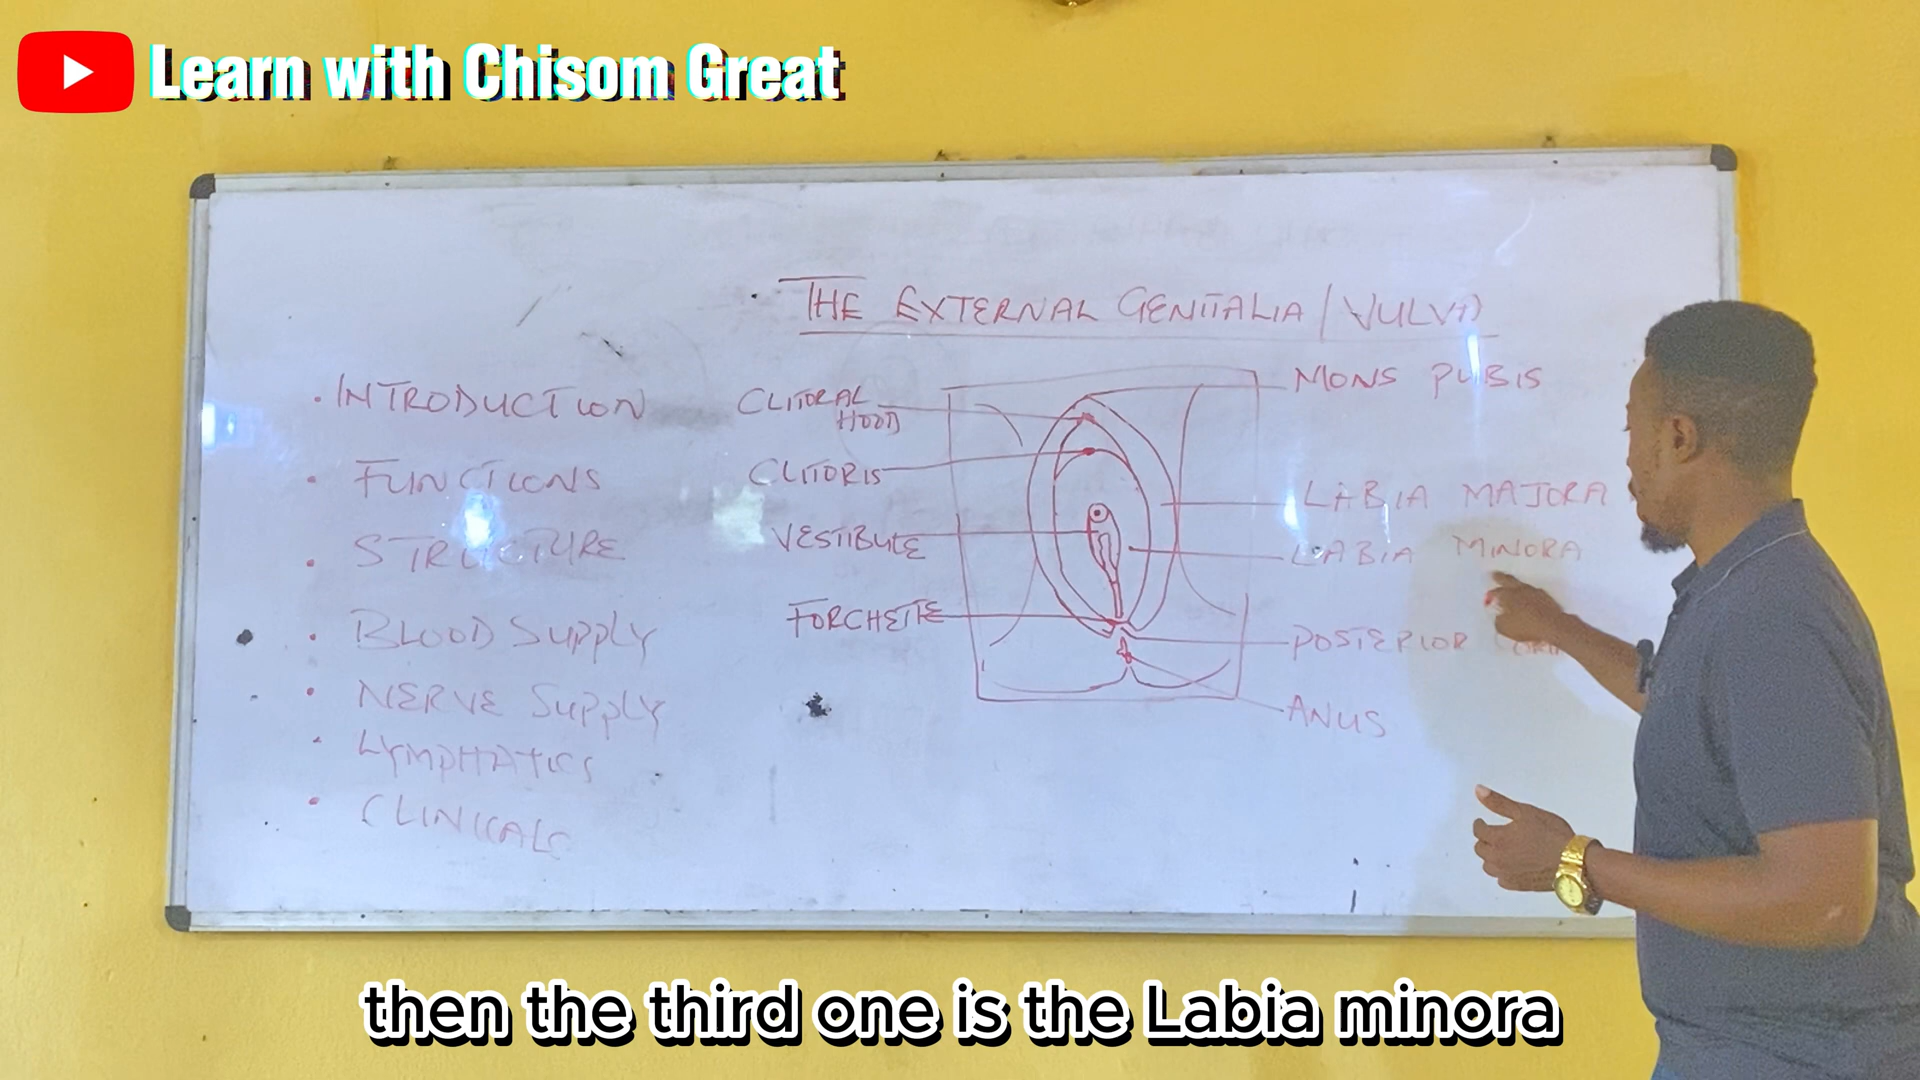 Learn with Chisom Great
THE EXTERNAL GENITALIA / VULVA
INTRODUCTION
FUNCTIONS
STRUCTURE
BLOOD SUPPLY
NERVE SUPPLY
LYMPHATICS
CLINICALS
CLITORAL
HOOD
CLITORIS
VESTIBULE
FORCHETTE
MONS PUBIS
LABIA MAJORA
LABIA MINORA
POSTERIOR
ANUS
then the third one is the Labia minora